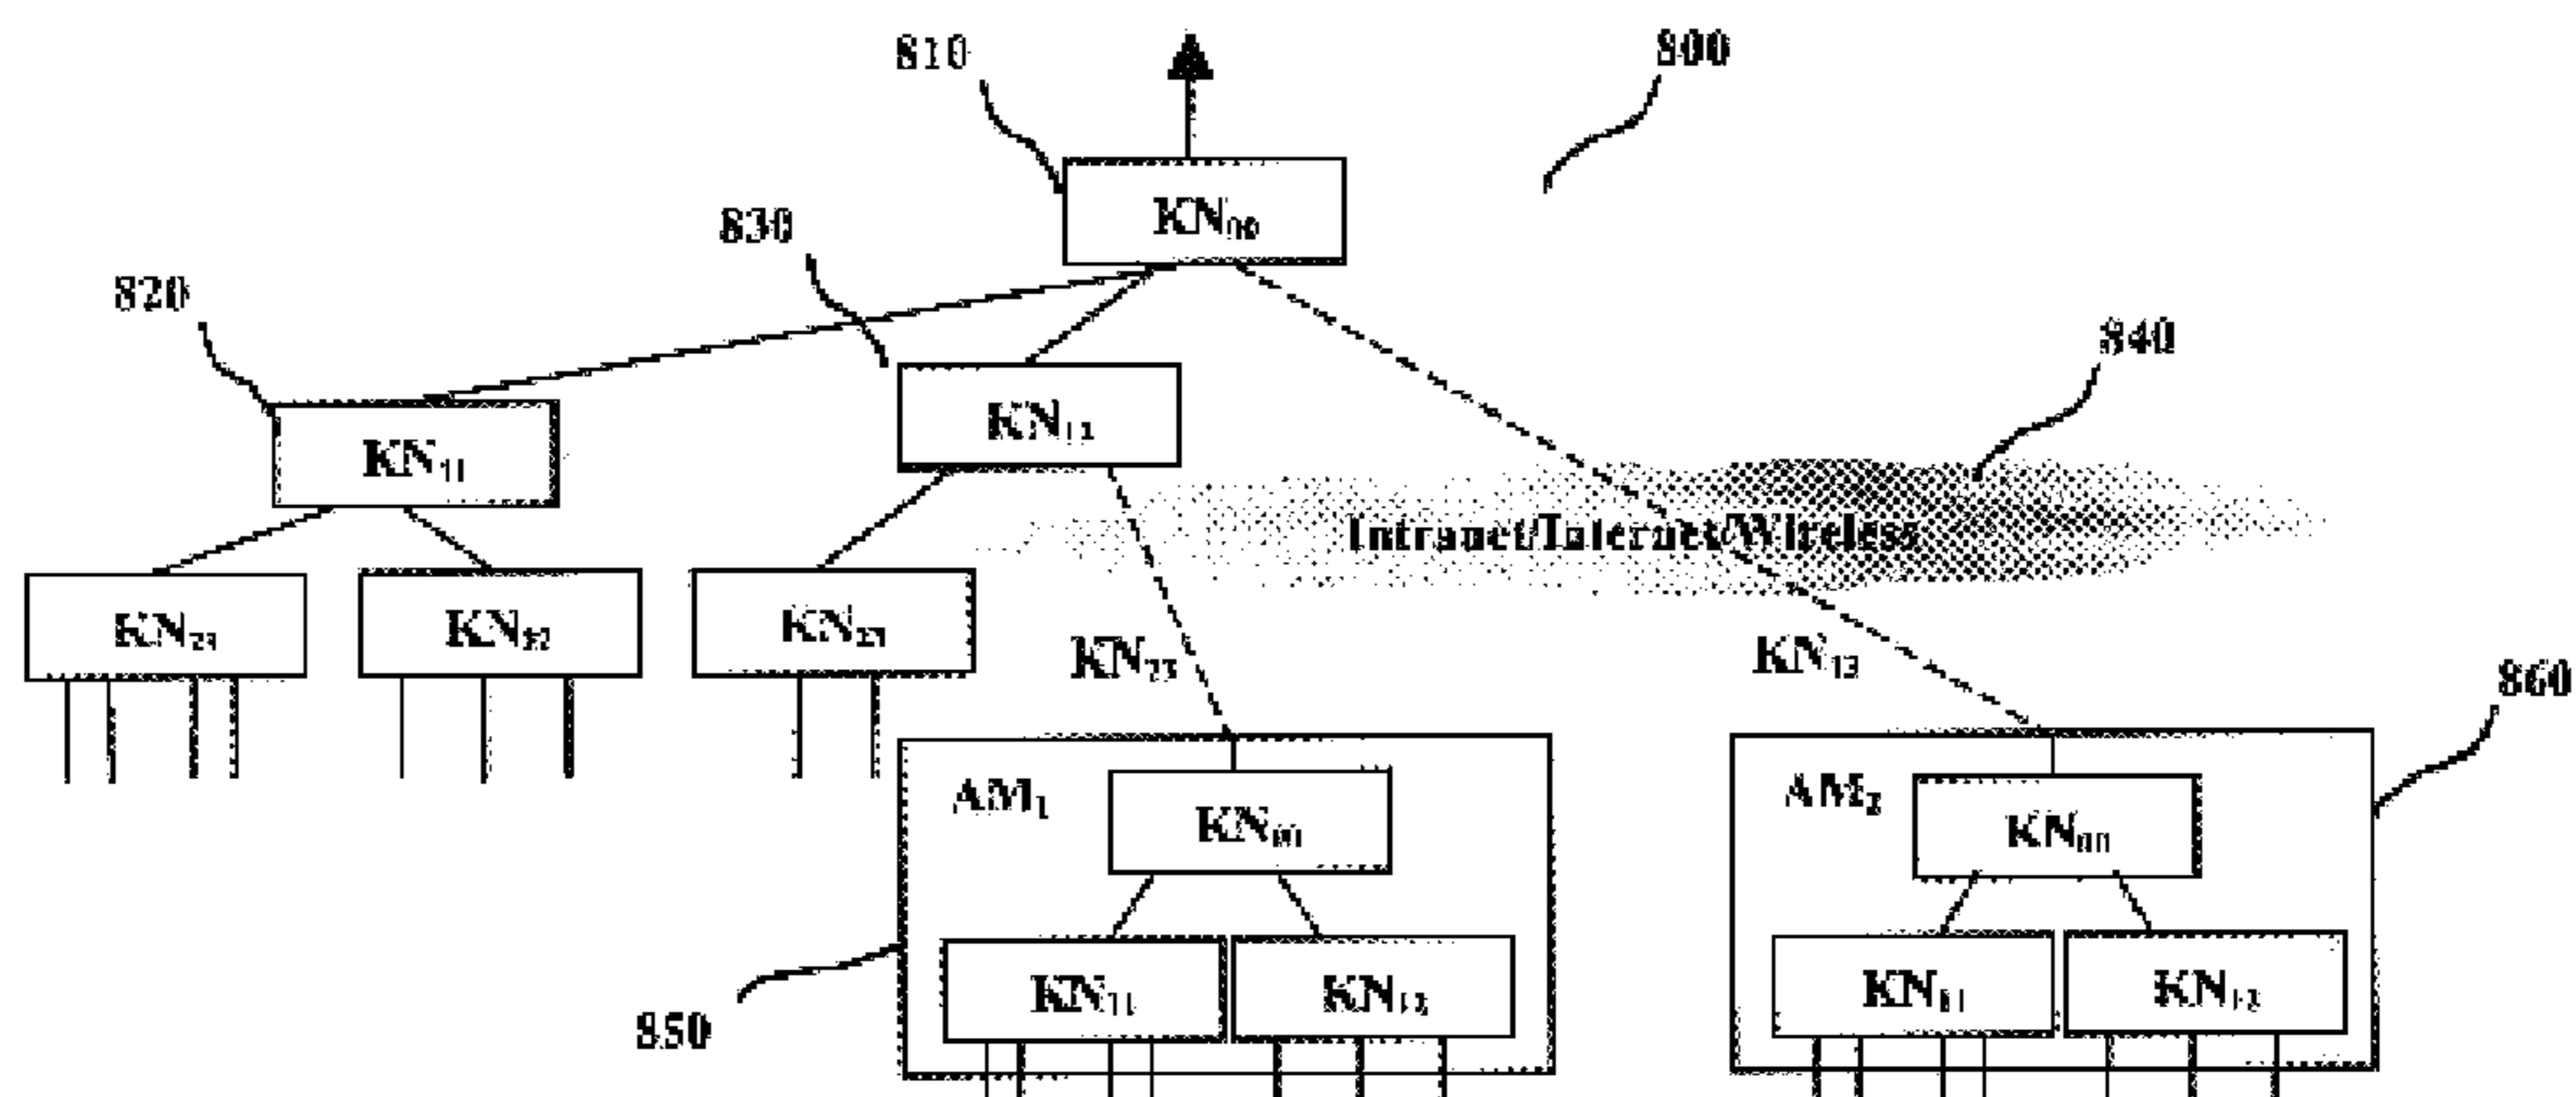 810
800
KN₀₀
830
820
840
KN₁₂
KN₁₁
Intranet/Internet/Wireless
KN₂₁
KN₂₂
KN₂₃
KN₂₃
KN₁₃
860
AM₁
KN₀₀
AM₂
KN₀₀
KN₁₁
KN₁₂
KN₁₁
KN₁₂
850